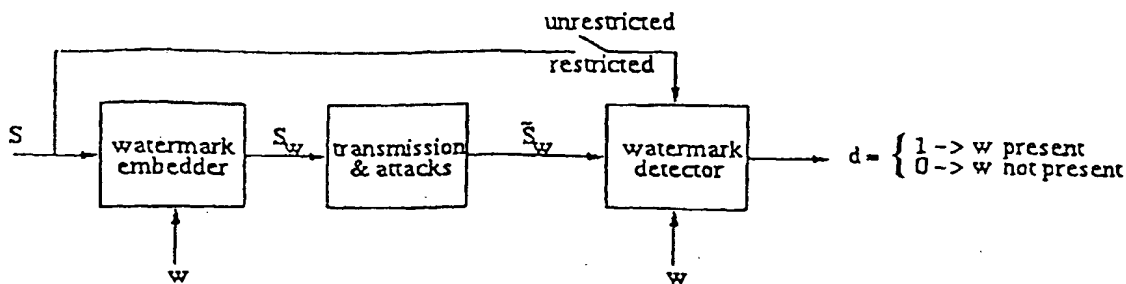 unrestricted
restricted
S
watermark
embedder
S_w
transmission
& attacks
S̃_w
watermark
detector
d = { 1 -> w present
{ 0 -> w not present
w
w